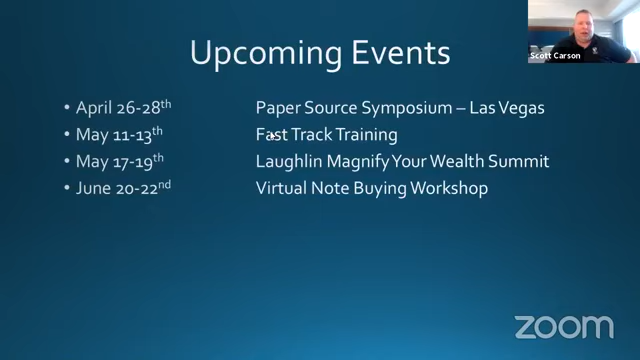 Scott Carson
Upcoming Events
• April 26-28th Paper Source Symposium – Las Vegas
• May 11-13th Fast Track Training
• May 17-19th Laughlin Magnify Your Wealth Summit
• June 20-22nd Virtual Note Buying Workshop
zoom